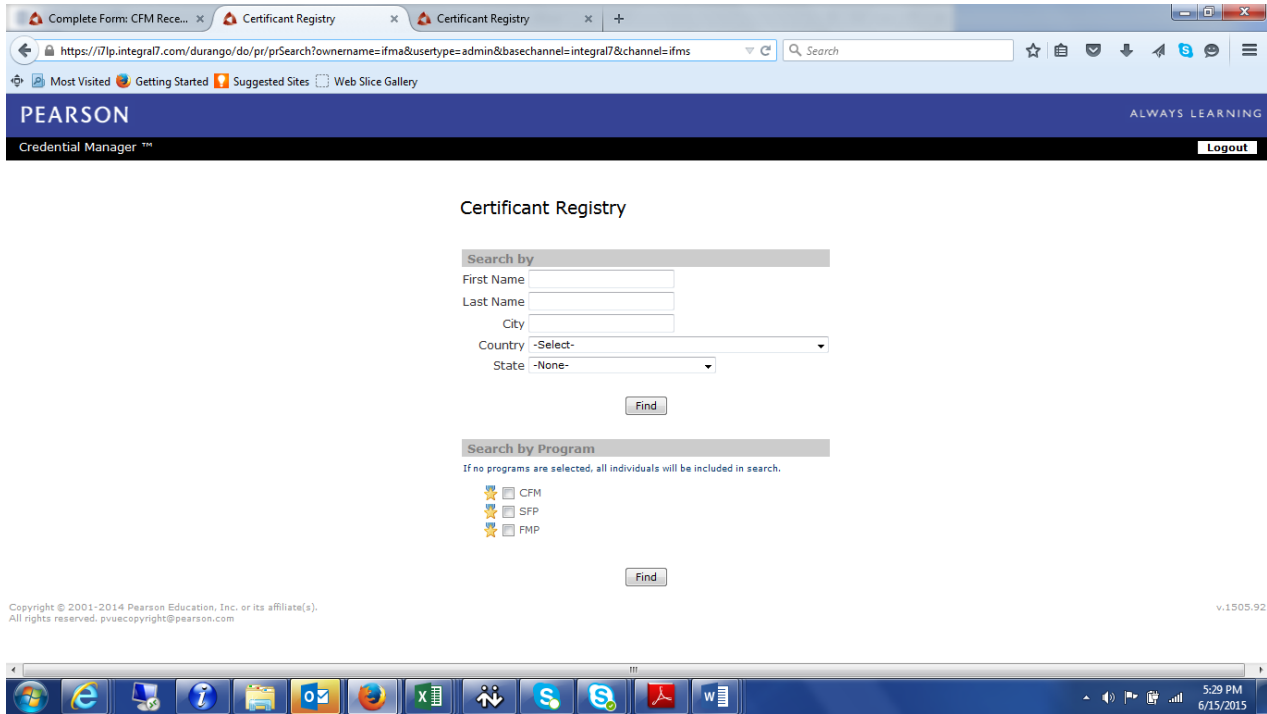 Complete Form: CFM Rece... ×
Certificant Registry ×
Certificant Registry ×
+
https://i7lp.integral7.com/durango/do/pr/prSearch?ownername=ifma&usertype=admin&basechannel=integral7&channel=ifms
Search
Most Visited Getting Started Suggested Sites Web Slice Gallery
PEARSON
ALWAYS LEARNING
Credential Manager ™
Logout
Certificant Registry
Search by
First Name
Last Name
City
Country -Select-
State -None-
Find
Search by Program
If no programs are selected, all individuals will be included in search.
CFM
SFP
FMP
Find
Copyright © 2001-2014 Pearson Education, Inc. or its affiliate(s).
All rights reserved. pvuecopyright@pearson.com
v.1505.92
5:29 PM
6/15/2015